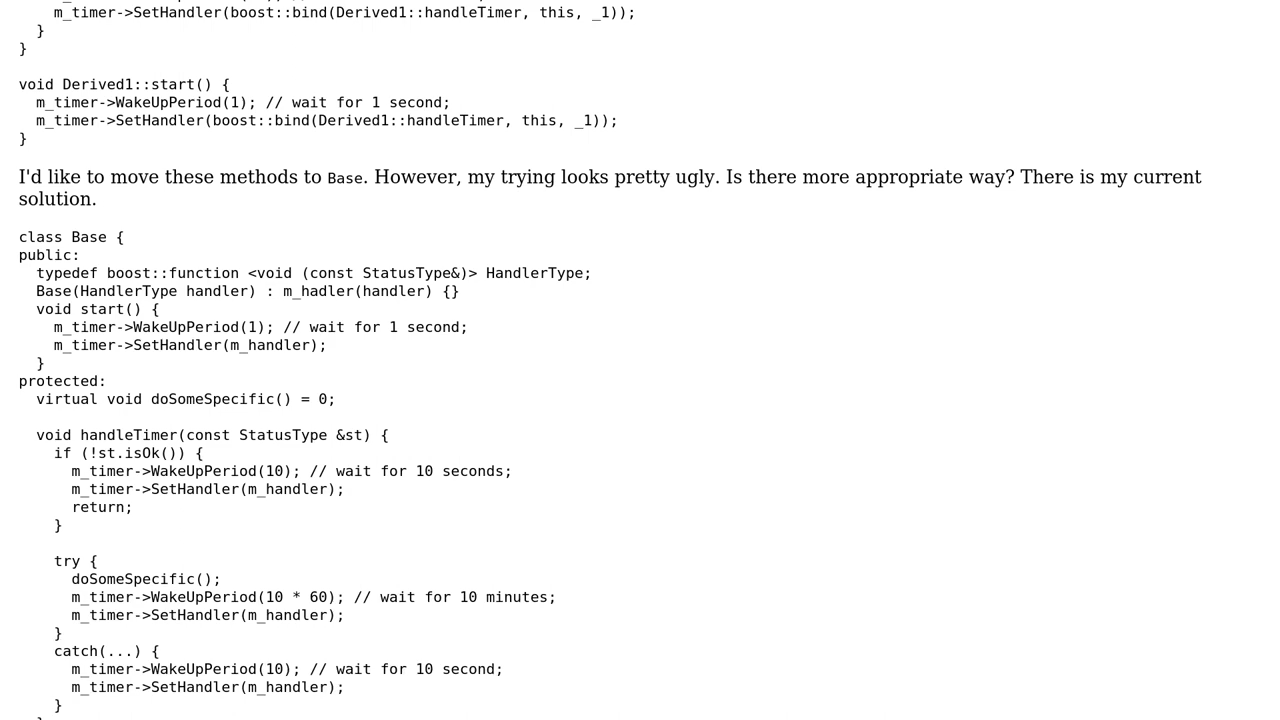 m_timer->SetHandler(boost::bind(Derived1::handleTimer, this, _1));
}
}
void Derived1::start() {
m_timer->WakeUpPeriod(1); // wait for 1 second;
m_timer->SetHandler(boost::bind(Derived1::handleTimer, this, _1));
}
I'd like to move these methods to Base. However, my trying looks pretty ugly. Is there more appropriate way? There is my current
solution.
class Base {
public:
typedef boost::function <void (const StatusType&)> HandlerType;
Base(HandlerType handler) : m_hadler(handler) {}
void start() {
m_timer->WakeUpPeriod(1); // wait for 1 second;
m_timer->SetHandler(m_handler);
}
protected:
virtual void doSomeSpecific() = 0;
void handleTimer(const StatusType &st) {
if (!st.isOk()) {
m_timer->WakeUpPeriod(10); // wait for 10 seconds;
m_timer->SetHandler(m_handler);
return;
}
try {
doSomeSpecific();
m_timer->WakeUpPeriod(10 * 60); // wait for 10 minutes;
m_timer->SetHandler(m_handler);
}
catch(...) {
m_timer->WakeUpPeriod(10); // wait for 10 second;
m_timer->SetHandler(m_handler);
}